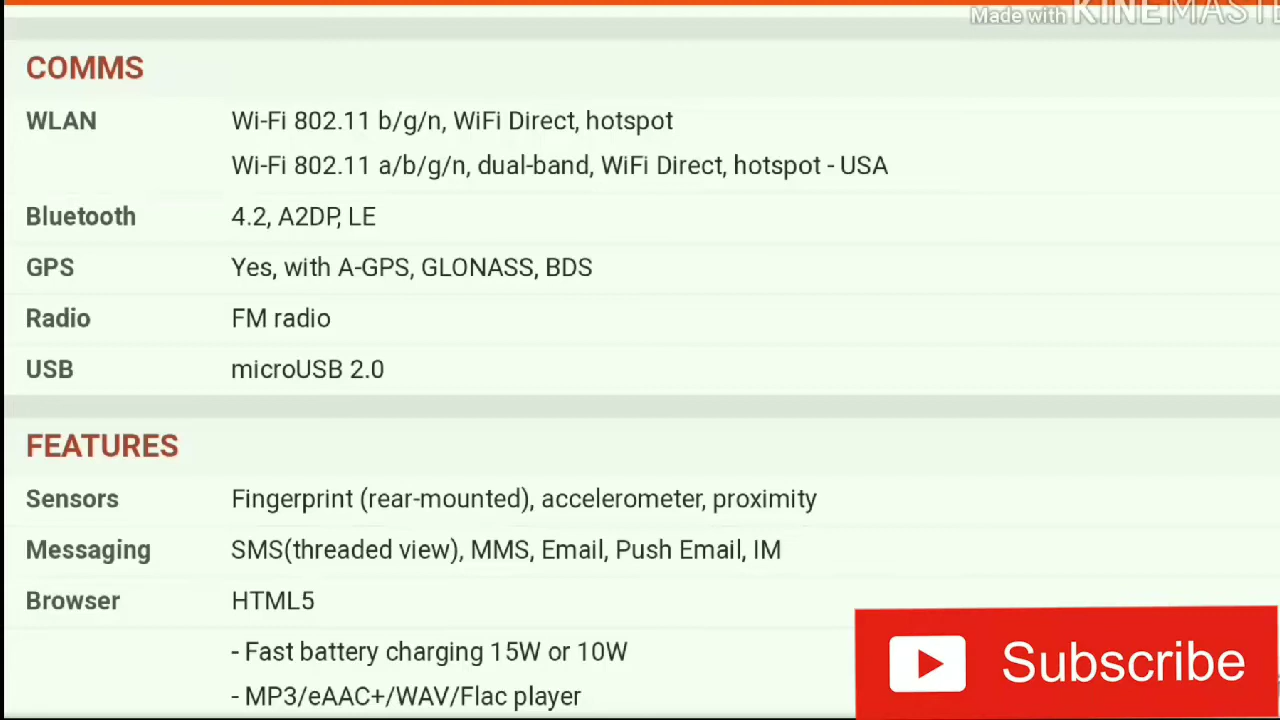 Made with KINEMASTE
COMMS
WLAN Wi-Fi 802.11 b/g/n, WiFi Direct, hotspot
Wi-Fi 802.11 a/b/g/n, dual-band, WiFi Direct, hotspot - USA
Bluetooth 4.2, A2DP, LE
GPS Yes, with A-GPS, GLONASS, BDS
Radio FM radio
USB microUSB 2.0
FEATURES
Sensors Fingerprint (rear-mounted), accelerometer, proximity
Messaging SMS(threaded view), MMS, Email, Push Email, IM
Browser HTML5
- Fast battery charging 15W or 10W
- MP3/eAAC+/WAV/Flac player
Subscribe